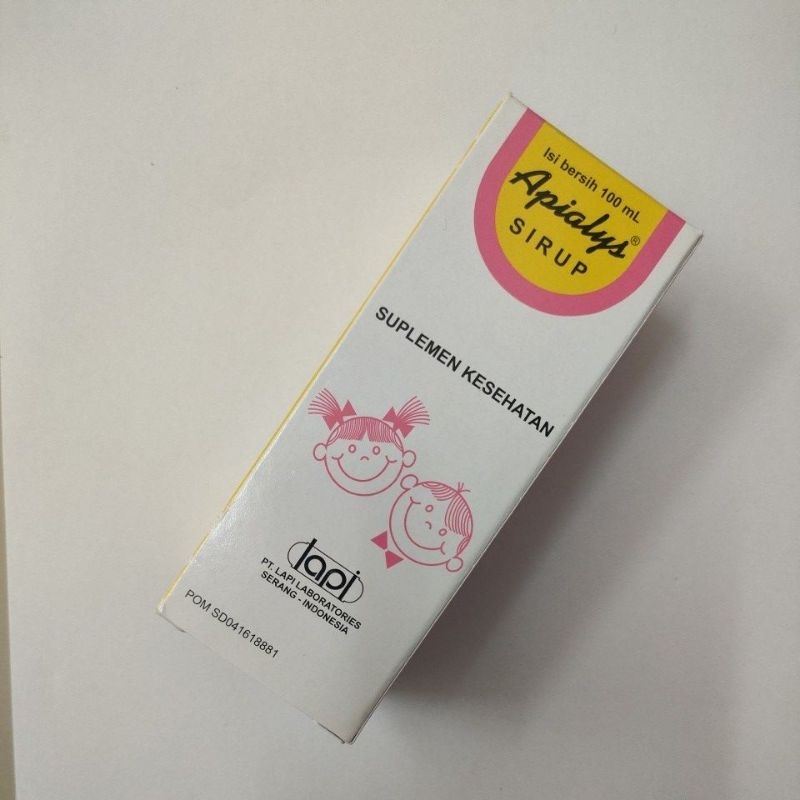 Isi bersih 100 mL
Apialys®
SIRUP
SUPLEMEN KESEHATAN
lapi
PT. LAPI LABORATORIES
SERANG - INDONESIA
POM SD041618881